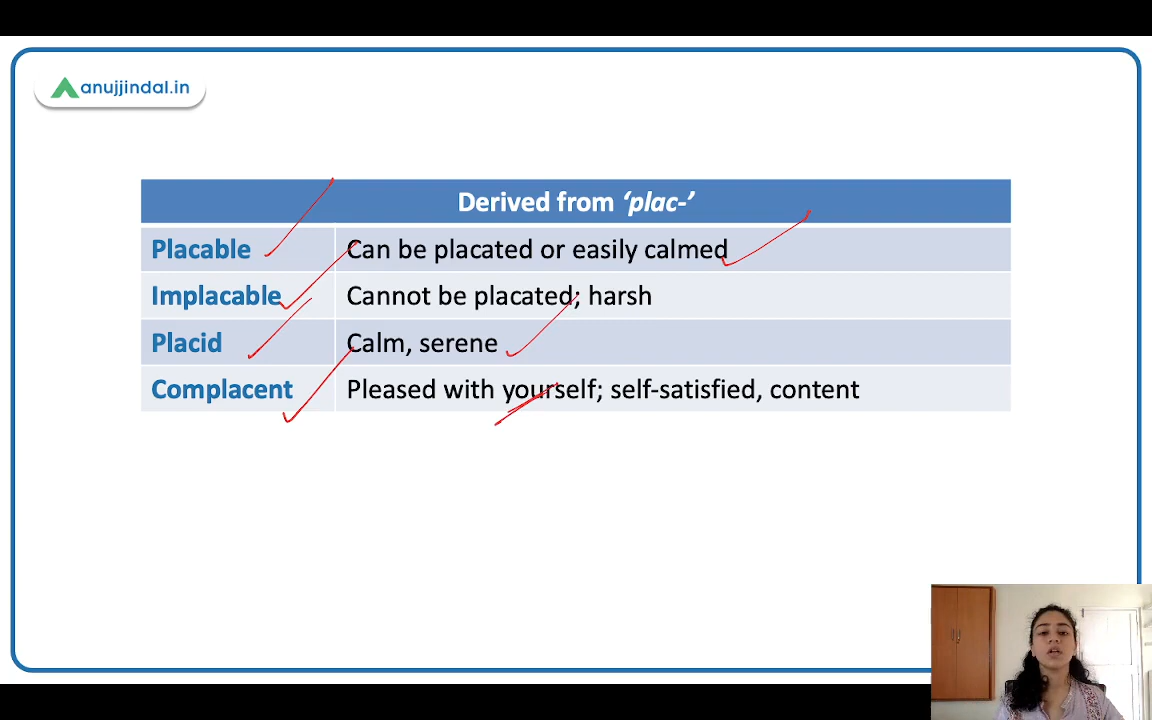 anujjindal.in
Derived from ‘plac-’
Placable Can be placated or easily calmed
Implacable Cannot be placated; harsh
Placid Calm, serene
Complacent Pleased with yourself; self-satisfied, content